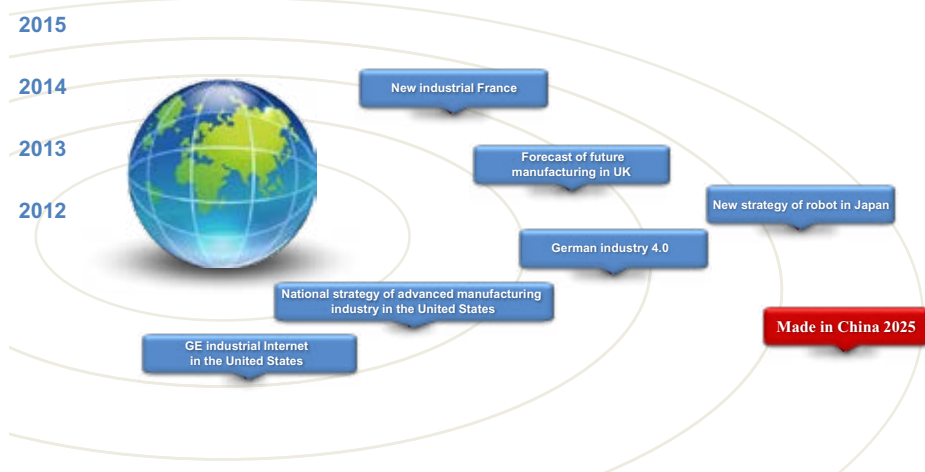 2015
2014
2013
2012
New industrial France
Forecast of future
manufacturing in UK
New strategy of robot in Japan
German industry 4.0
National strategy of advanced manufacturing
industry in the United States
Made in China 2025
GE industrial Internet
in the United States